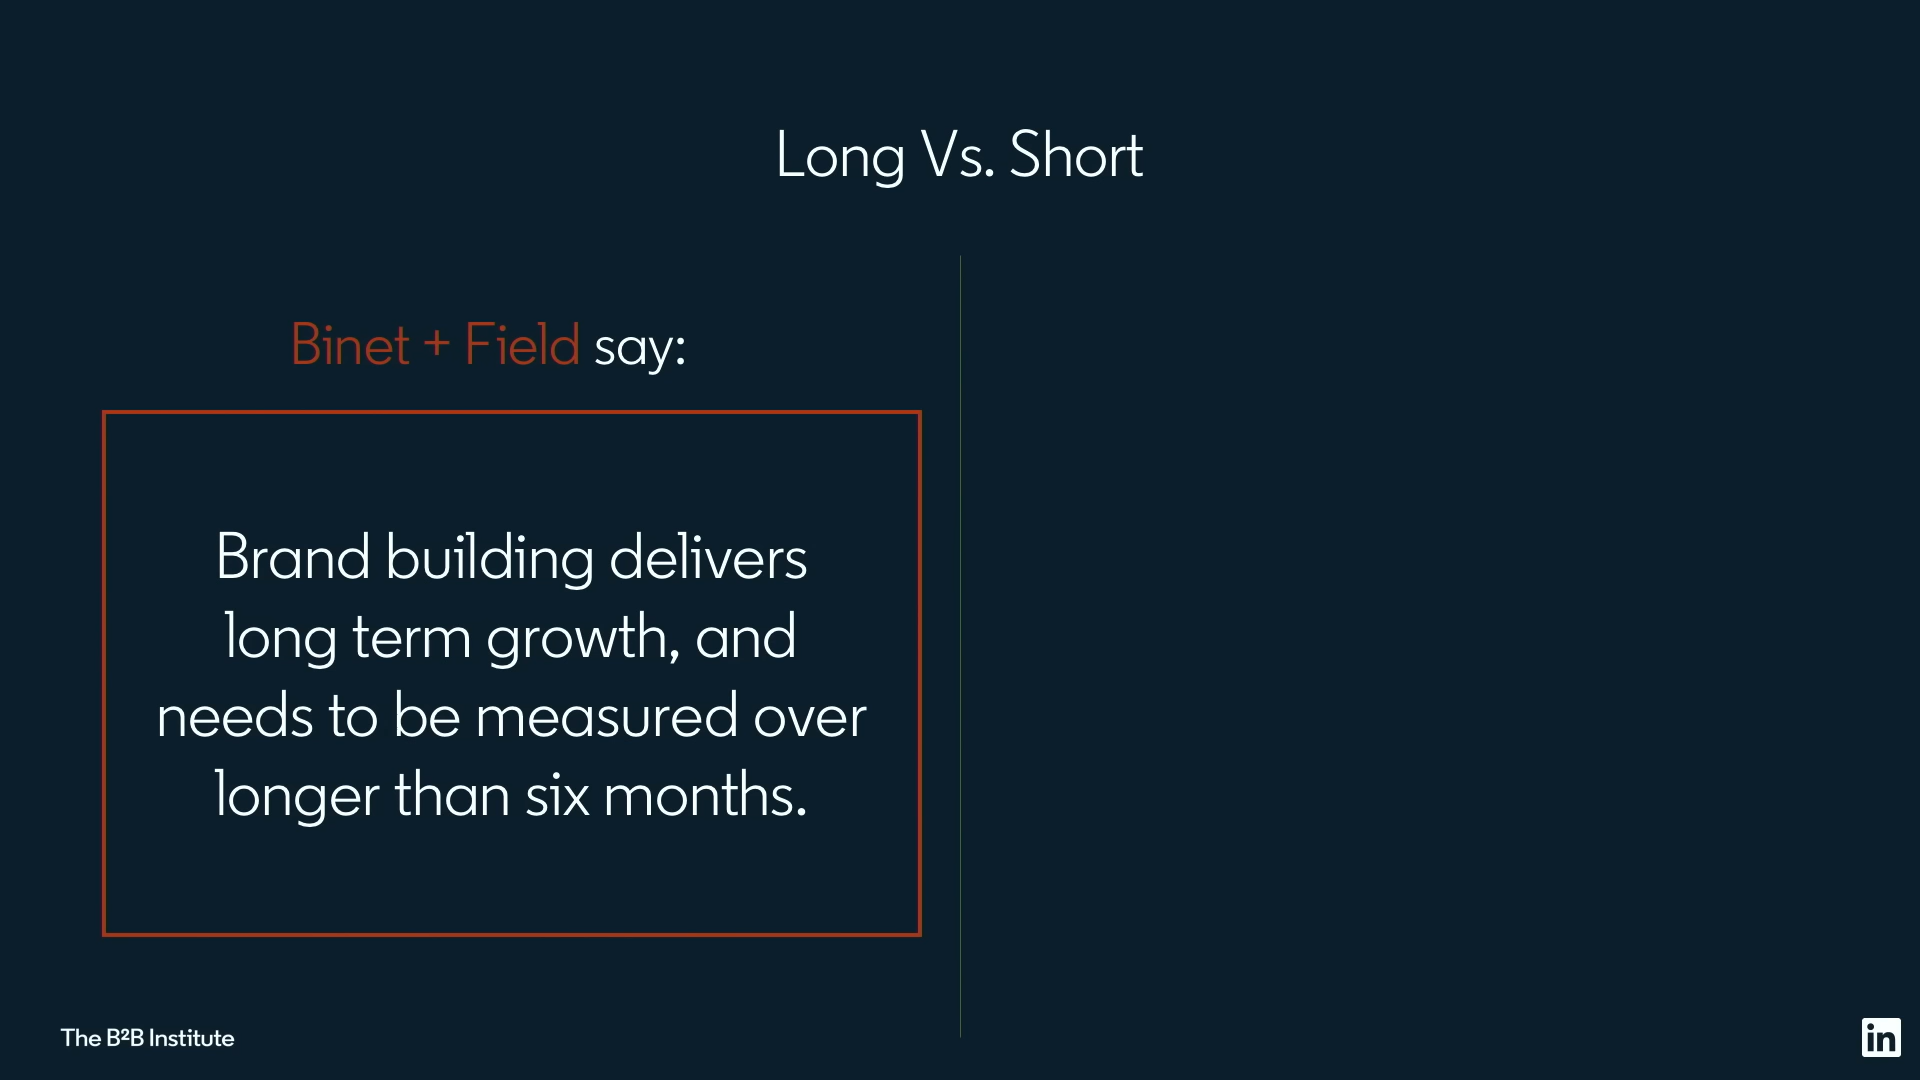 Long Vs. Short
Binet + Field say:
Brand building delivers
long term growth, and
needs to be measured over
longer than six months.
The B²B Institute
in